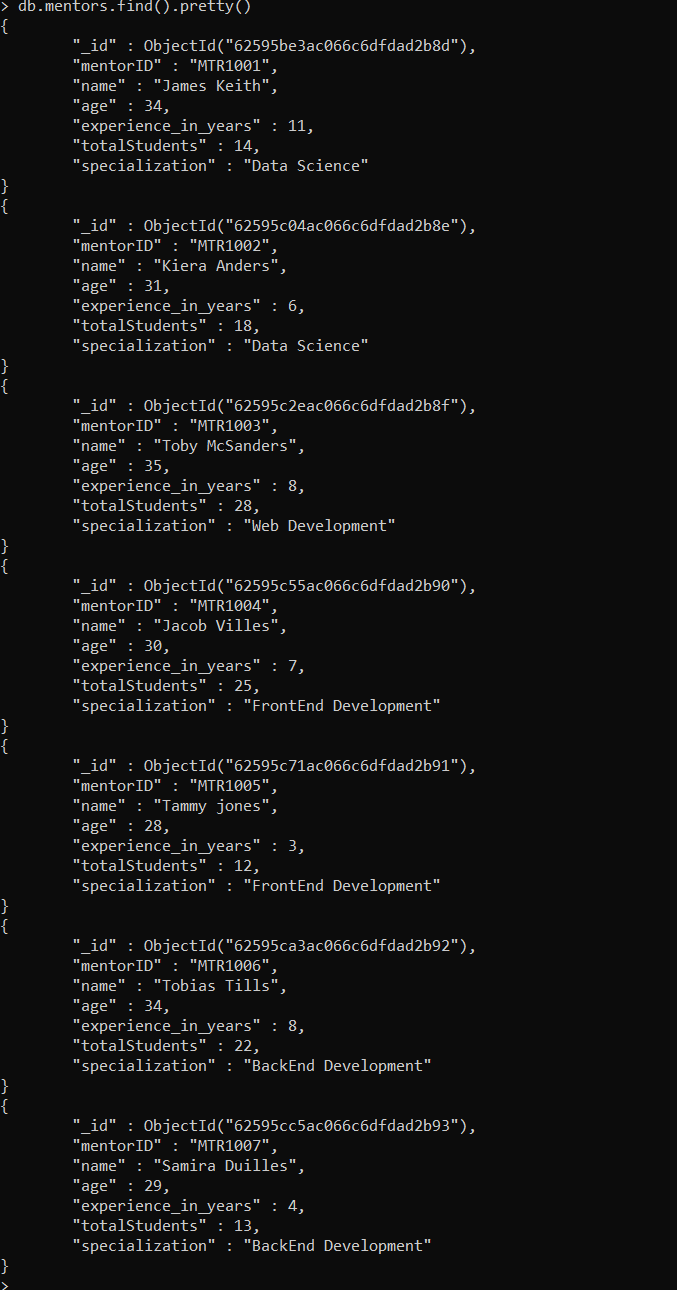 > db.mentors.find().pretty()
{
"_id" : ObjectId("62595be3ac066c6dfdad2b8d"),
"mentorID" : "MTR1001",
"name" : "James Keith",
"age" : 34,
"experience_in_years" : 11,
"totalStudents" : 14,
"specialization" : "Data Science"
}
{
"_id" : ObjectId("62595c04ac066c6dfdad2b8e"),
"mentorID" : "MTR1002",
"name" : "Kiera Anders",
"age" : 31,
"experience_in_years" : 6,
"totalStudents" : 18,
"specialization" : "Data Science"
}
{
"_id" : ObjectId("62595c2eac066c6dfdad2b8f"),
"mentorID" : "MTR1003",
"name" : "Toby McSanders",
"age" : 35,
"experience_in_years" : 8,
"totalStudents" : 28,
"specialization" : "Web Development"
}
{
"_id" : ObjectId("62595c55ac066c6dfdad2b90"),
"mentorID" : "MTR1004",
"name" : "Jacob Villes",
"age" : 30,
"experience_in_years" : 7,
"totalStudents" : 25,
"specialization" : "FrontEnd Development"
}
{
"_id" : ObjectId("62595c71ac066c6dfdad2b91"),
"mentorID" : "MTR1005",
"name" : "Tammy jones",
"age" : 28,
"experience_in_years" : 3,
"totalStudents" : 12,
"specialization" : "FrontEnd Development"
}
{
"_id" : ObjectId("62595ca3ac066c6dfdad2b92"),
"mentorID" : "MTR1006",
"name" : "Tobias Tills",
"age" : 34,
"experience_in_years" : 8,
"totalStudents" : 22,
"specialization" : "BackEnd Development"
}
{
"_id" : ObjectId("62595cc5ac066c6dfdad2b93"),
"mentorID" : "MTR1007",
"name" : "Samira Duilles",
"age" : 29,
"experience_in_years" : 4,
"totalStudents" : 13,
"specialization" : "BackEnd Development"
}
>